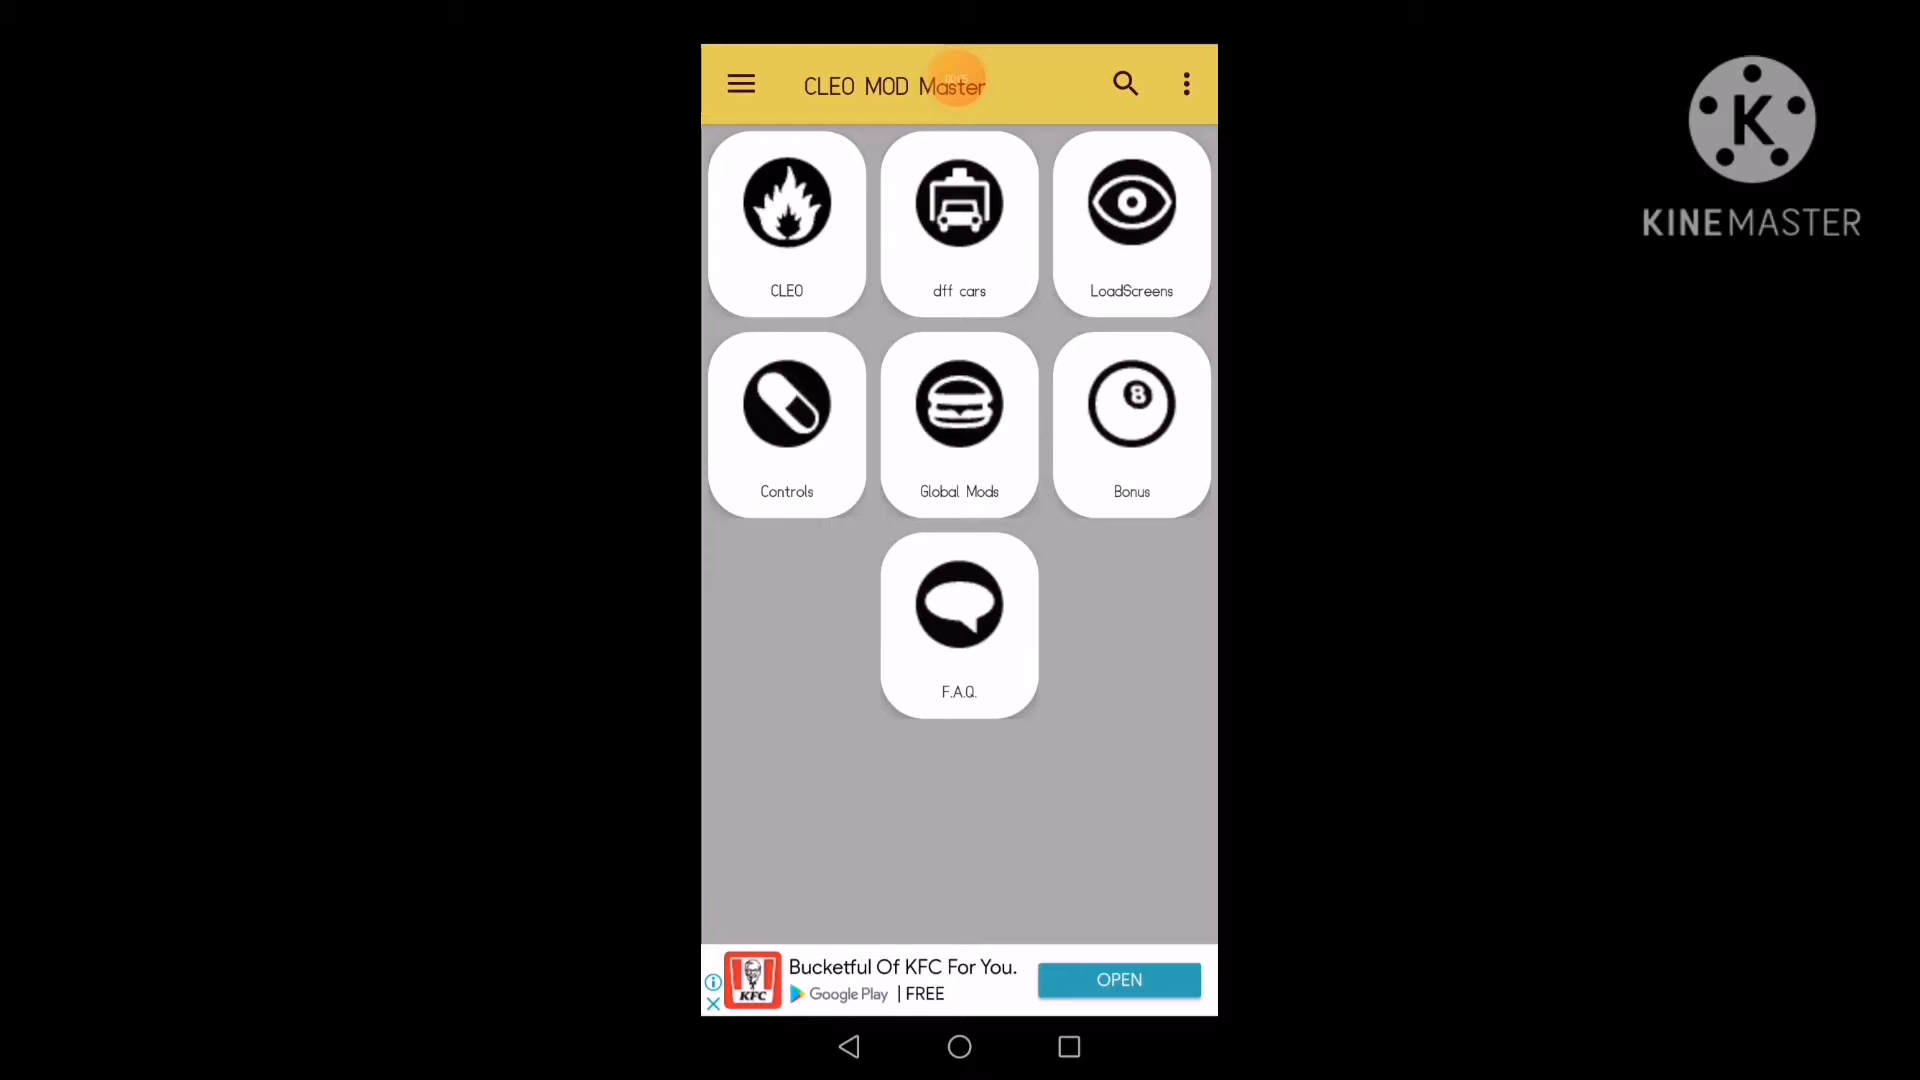 CLEO MOD Master
KINEMASTER
CLEO
dff cars
LoadScreens
Controls
Global Mods
8
Bonus
F.A.Q.
Bucketful Of KFC For You.
Google Play | FREE
OPEN
KFC
K